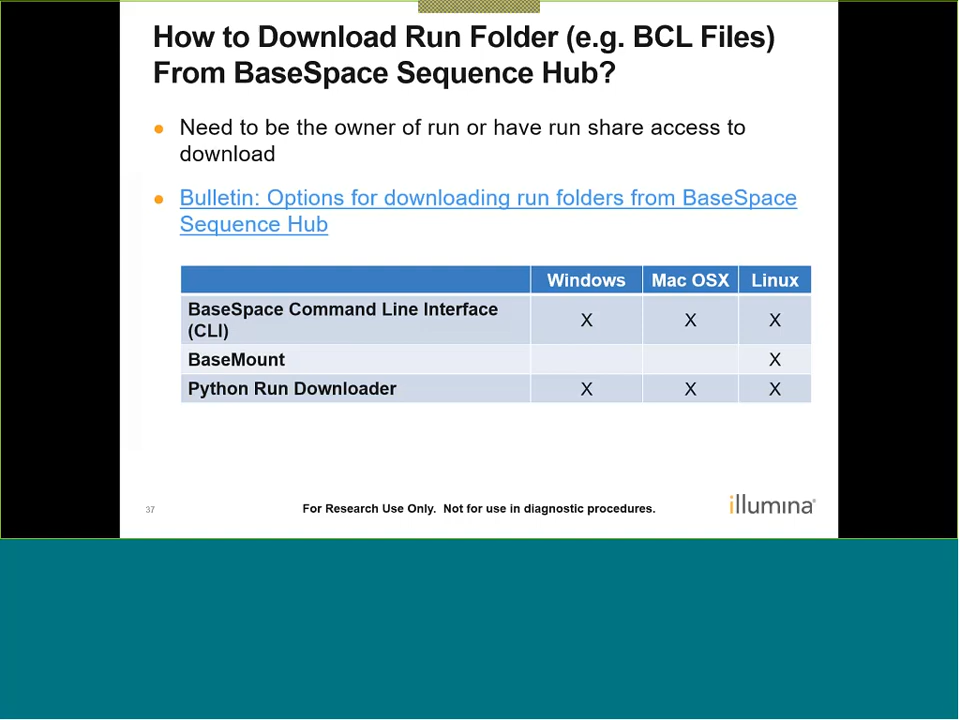 How to Download Run Folder (e.g. BCL Files)
From BaseSpace Sequence Hub?
Need to be the owner of run or have run share access to
download
Bulletin: Options for downloading run folders from BaseSpace
Sequence Hub
Windows Mac OSX Linux
BaseSpace Command Line Interface
(CLI) X X X
BaseMount X
Python Run Downloader X X X
37 For Research Use Only. Not for use in diagnostic procedures. illumina®